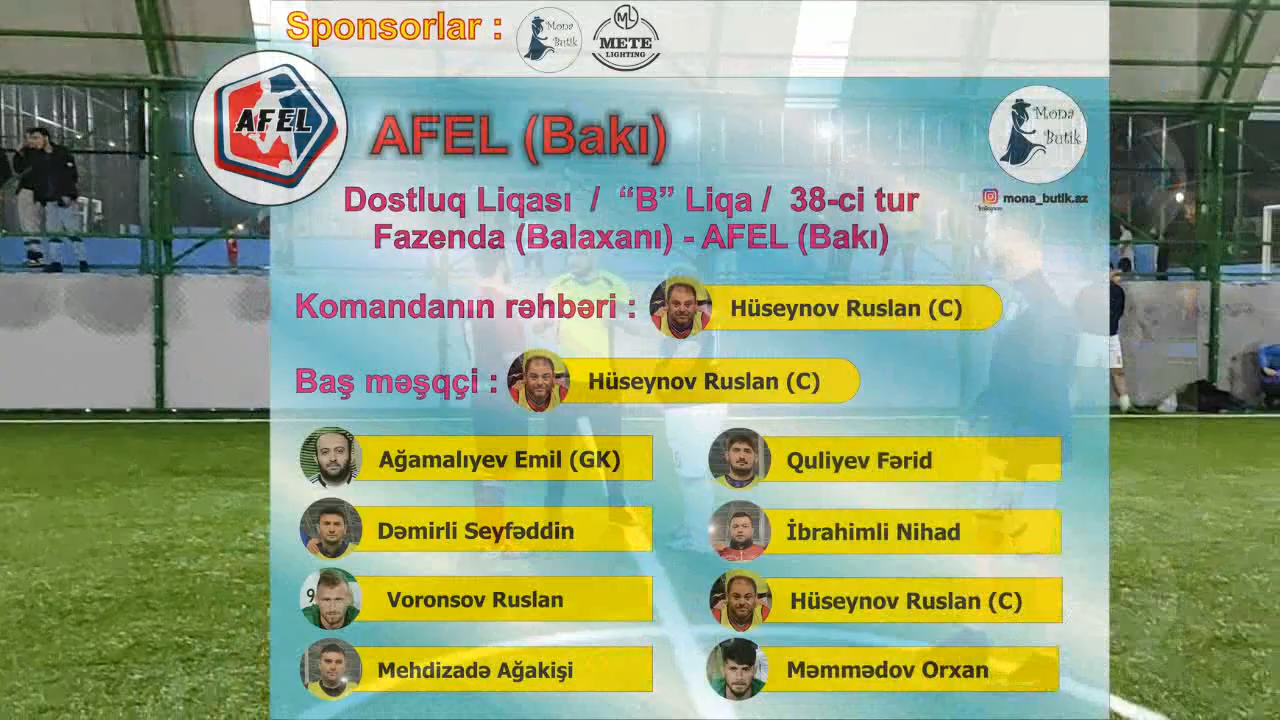 Sponsorlar :
Mona
Butik
ML
METE
LIGHTING
AFEL
AFEL (Bakı)
Mona
Butik
mona_butik.az
Dostluq Liqası / “B” Liqa / 38-ci tur
Fazenda (Balaxanı) - AFEL (Bakı)
Komandanın rəhbəri :
Hüseynov Ruslan (C)
Baş məşqçi :
Hüseynov Ruslan (C)
Ağamalıyev Emil (GK)
Quliyev Fərid
Dəmirli Seyfəddin
İbrahimli Nihad
9
Voronsov Ruslan
Hüseynov Ruslan (C)
Mehdizadə Ağakişi
Məmmədov Orxan